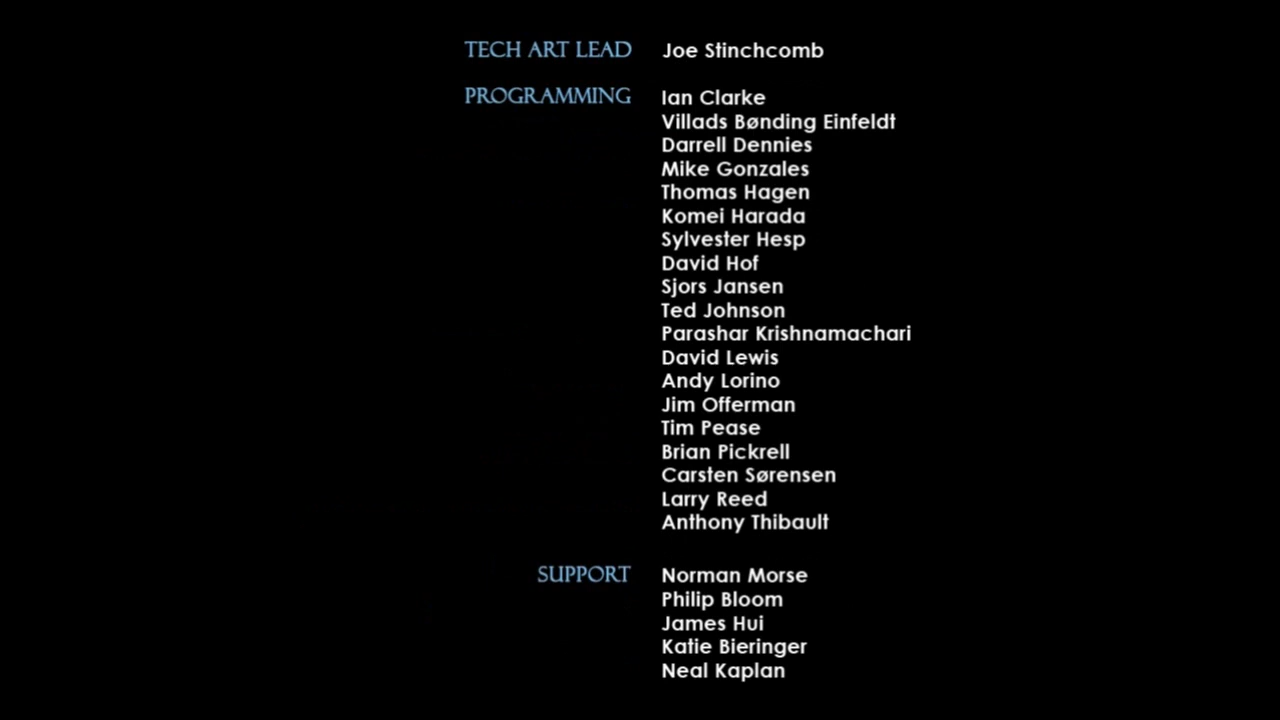 TECH ART LEAD Joe Stinchcomb
PROGRAMMING Ian Clarke
Villads Bønding Einfeldt
Darrell Dennies
Mike Gonzales
Thomas Hagen
Komei Harada
Sylvester Hesp
David Hof
Sjors Jansen
Ted Johnson
Parashar Krishnamachari
David Lewis
Andy Lorino
Jim Offerman
Tim Pease
Brian Pickrell
Carsten Sørensen
Larry Reed
Anthony Thibault
SUPPORT Norman Morse
Philip Bloom
James Hui
Katie Bieringer
Neal Kaplan